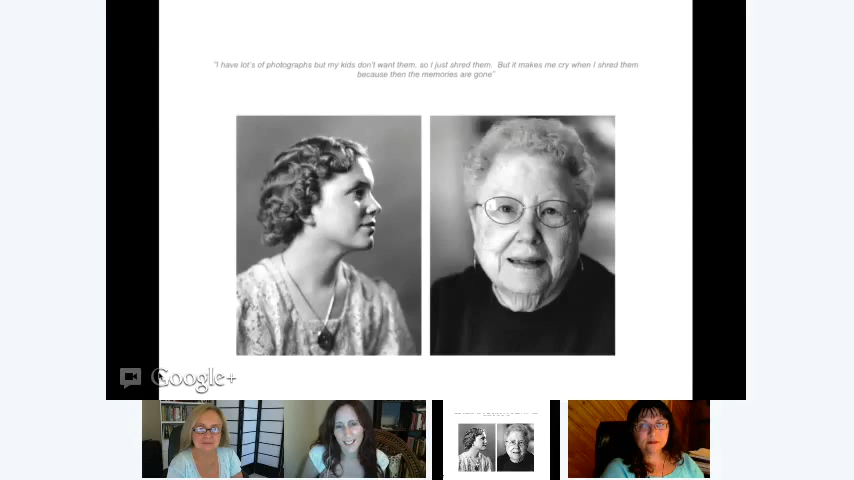 "I have lot's of photographs but my kids don't want them, so I just shred them.  But it makes me cry when I shred them
because then the memories are gone"
Google+